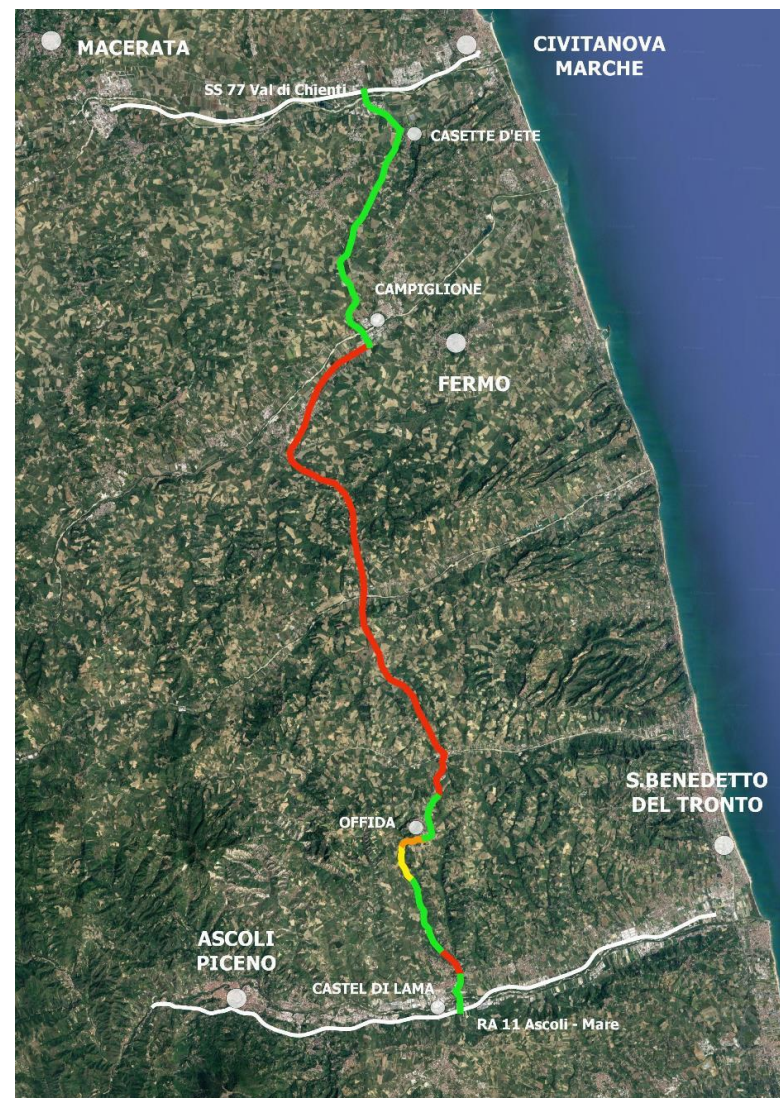 MACERATA
CIVITANOVA
MARCHE
SS 77 Val di Chienti
CASETTE D'ETE
CAMPIGLIONE
FERMO
S.BENEDETTO
DEL TRONTO
OFFIDA
ASCOLI
PICENO
CASTEL DI LAMA
RA 11 Ascoli - Mare